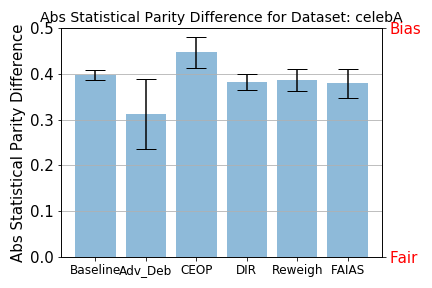 Abs Statistical Parity Difference for Dataset: celebA
Abs Statistical Parity Difference
0.5
0.4
0.3
0.2
0.1
0.0
Bias
Fair
Baseline Adv_Deb CEOP DIR Reweigh FAIAS